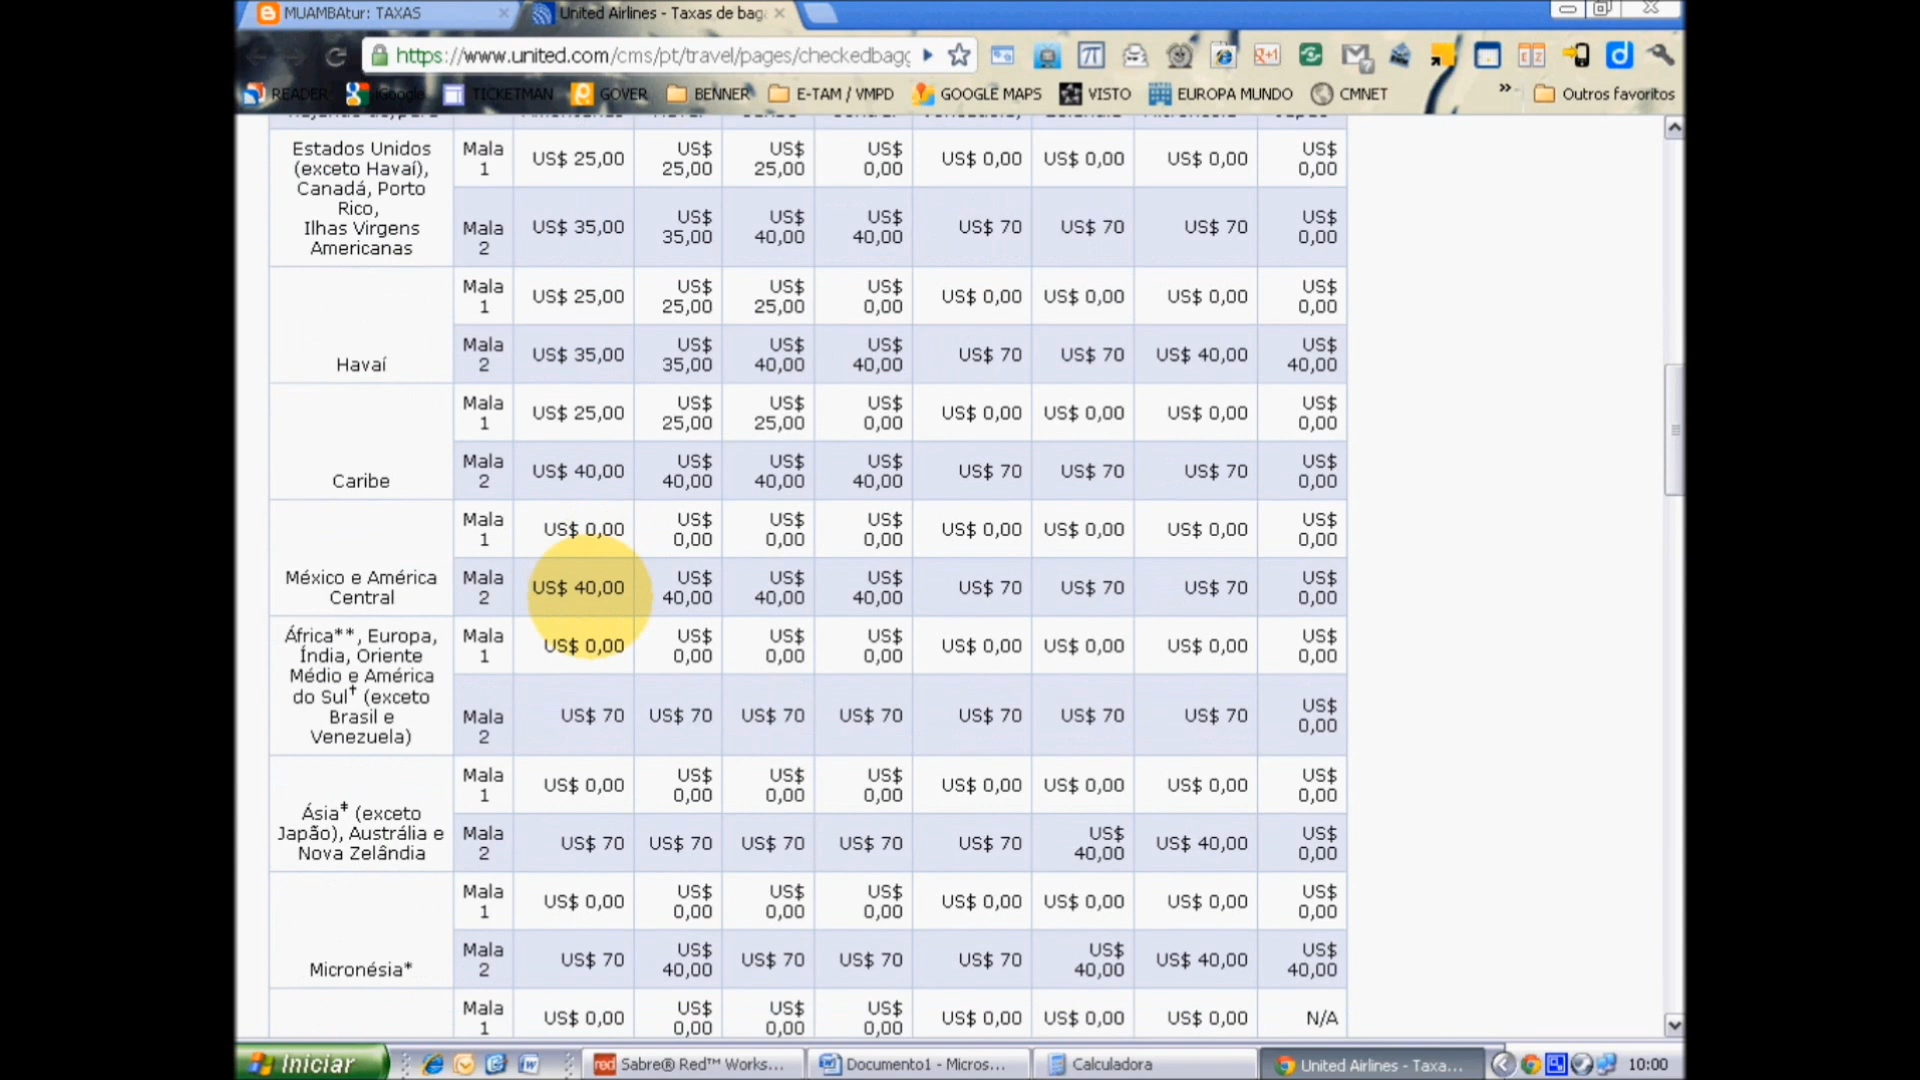 MUAMBAtur: TAXAS
United Airlines - Taxas de bag
https://www.united.com/cms/pt/travel/pages/checkedbagg
READER iGoogle TICKETMAN GOVER BENNER E-TAM / VMPD GOOGLE MAPS VISTO EUROPA MUNDO CMNET » Outros favoritos
Estados Unidos
(exceto Havaí),
Canadá, Porto
Rico,
Ilhas Virgens
Americanas
Mala 1 US$ 25,00 US$ 25,00 US$ 25,00 US$ 0,00 US$ 0,00 US$ 0,00 US$ 0,00 US$ 0,00
Mala 2 US$ 35,00 US$ 35,00 US$ 40,00 US$ 40,00 US$ 70 US$ 70 US$ 70 US$ 0,00
Havaí
Mala 1 US$ 25,00 US$ 25,00 US$ 25,00 US$ 0,00 US$ 0,00 US$ 0,00 US$ 0,00 US$ 0,00
Mala 2 US$ 35,00 US$ 35,00 US$ 40,00 US$ 40,00 US$ 70 US$ 70 US$ 40,00 US$ 40,00
Caribe
Mala 1 US$ 25,00 US$ 25,00 US$ 25,00 US$ 0,00 US$ 0,00 US$ 0,00 US$ 0,00 US$ 0,00
Mala 2 US$ 40,00 US$ 40,00 US$ 40,00 US$ 40,00 US$ 70 US$ 70 US$ 70 US$ 0,00
México e América
Central
Mala 1 US$ 0,00 US$ 0,00 US$ 0,00 US$ 0,00 US$ 0,00 US$ 0,00 US$ 0,00 US$ 0,00
Mala 2 US$ 40,00 US$ 40,00 US$ 40,00 US$ 40,00 US$ 70 US$ 70 US$ 70 US$ 0,00
África**, Europa,
Índia, Oriente
Médio e América
do Sul† (exceto
Brasil e
Venezuela)
Mala 1 US$ 0,00 US$ 0,00 US$ 0,00 US$ 0,00 US$ 0,00 US$ 0,00 US$ 0,00 US$ 0,00
Mala 2 US$ 70 US$ 70 US$ 70 US$ 70 US$ 70 US$ 70 US$ 70 US$ 0,00
Ásia‡ (exceto
Japão), Austrália e
Nova Zelândia
Mala 1 US$ 0,00 US$ 0,00 US$ 0,00 US$ 0,00 US$ 0,00 US$ 0,00 US$ 0,00 US$ 0,00
Mala 2 US$ 70 US$ 70 US$ 70 US$ 70 US$ 70 US$ 40,00 US$ 40,00 US$ 0,00
Micronésia*
Mala 1 US$ 0,00 US$ 0,00 US$ 0,00 US$ 0,00 US$ 0,00 US$ 0,00 US$ 0,00 US$ 0,00
Mala 2 US$ 70 US$ 40,00 US$ 70 US$ 70 US$ 70 US$ 40,00 US$ 40,00 US$ 40,00
Mala 1 US$ 0,00 US$ 0,00 US$ 0,00 US$ 0,00 US$ 0,00 US$ 0,00 US$ 0,00 N/A
Iniciar red Sabre® Red™ Works... Documento1 - Micros... Calculadora United Airlines - Taxa... 10:00